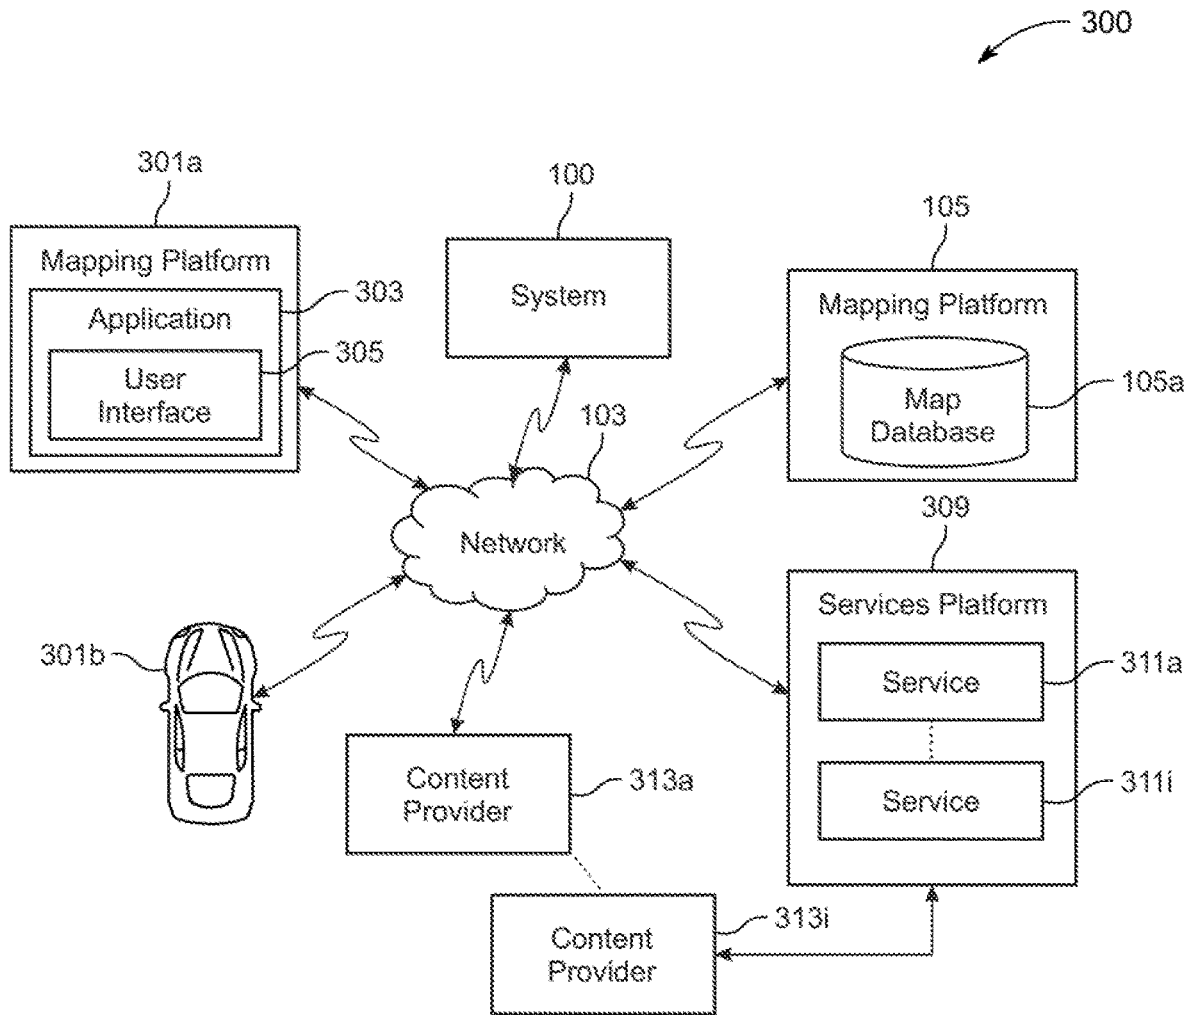 300
301a
Mapping Platform
303
Application
305
User
Interface
100
System
105
Mapping Platform
105a
Map
Database
103
Network
309
Services Platform
311a
Service
311i
Service
301b
Content
Provider
313a
Content
Provider
313i